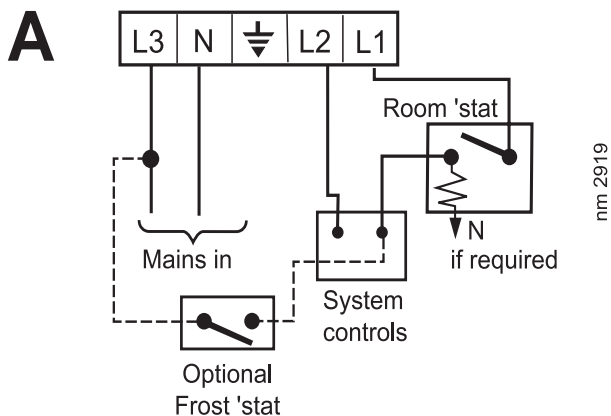 A
L3 N L2 L1
Room 'stat
N
if required
Mains in
System
controls
Optional
Frost 'stat
nm 2919